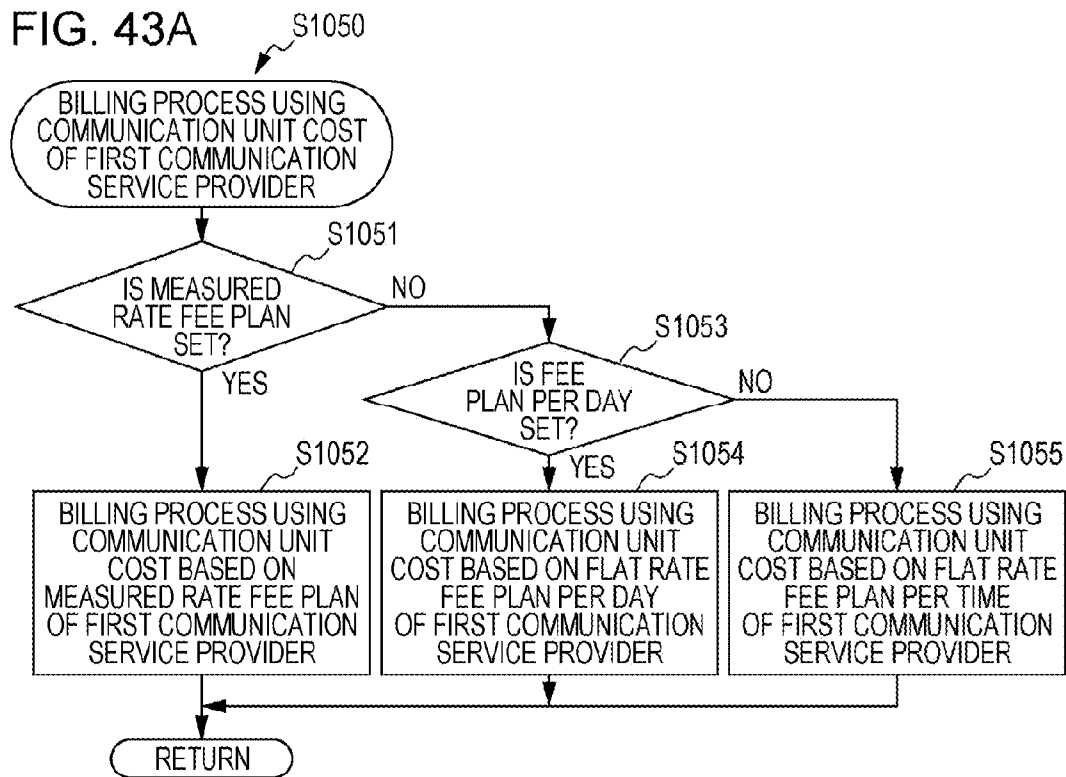 FIG. 43A
S1050
BILLING PROCESS USING
COMMUNICATION UNIT COST
OF FIRST COMMUNICATION
SERVICE PROVIDER
S1051
IS MEASURED
RATE FEE PLAN
SET?
NO
YES
S1053
IS FEE
PLAN PER DAY
SET?
NO
YES
S1052
BILLING PROCESS USING
COMMUNICATION UNIT
COST BASED ON
MEASURED RATE FEE PLAN
OF FIRST COMMUNICATION
SERVICE PROVIDER
S1054
BILLING PROCESS USING
COMMUNICATION UNIT
COST BASED ON FLAT RATE
FEE PLAN PER DAY
OF FIRST COMMUNICATION
SERVICE PROVIDER
S1055
BILLING PROCESS USING
COMMUNICATION UNIT
COST BASED ON FLAT RATE
FEE PLAN PER TIME
OF FIRST COMMUNICATION
SERVICE PROVIDER
RETURN